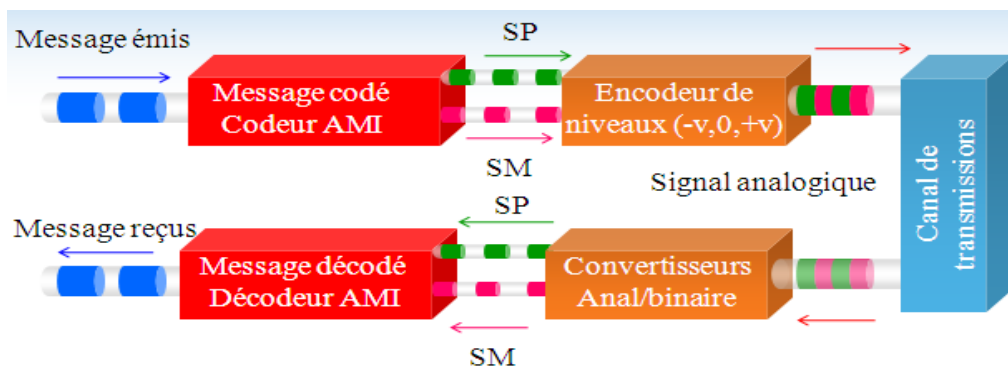 Message émis
SP
Message codé
Codeur AMI
Encodeur de
niveaux (-v,0,+v)
SM
Signal analogique
Canal de
transmissions
SP
Message reçus
Message décodé
Décodeur AMI
Convertisseurs
Anal/binaire
SM